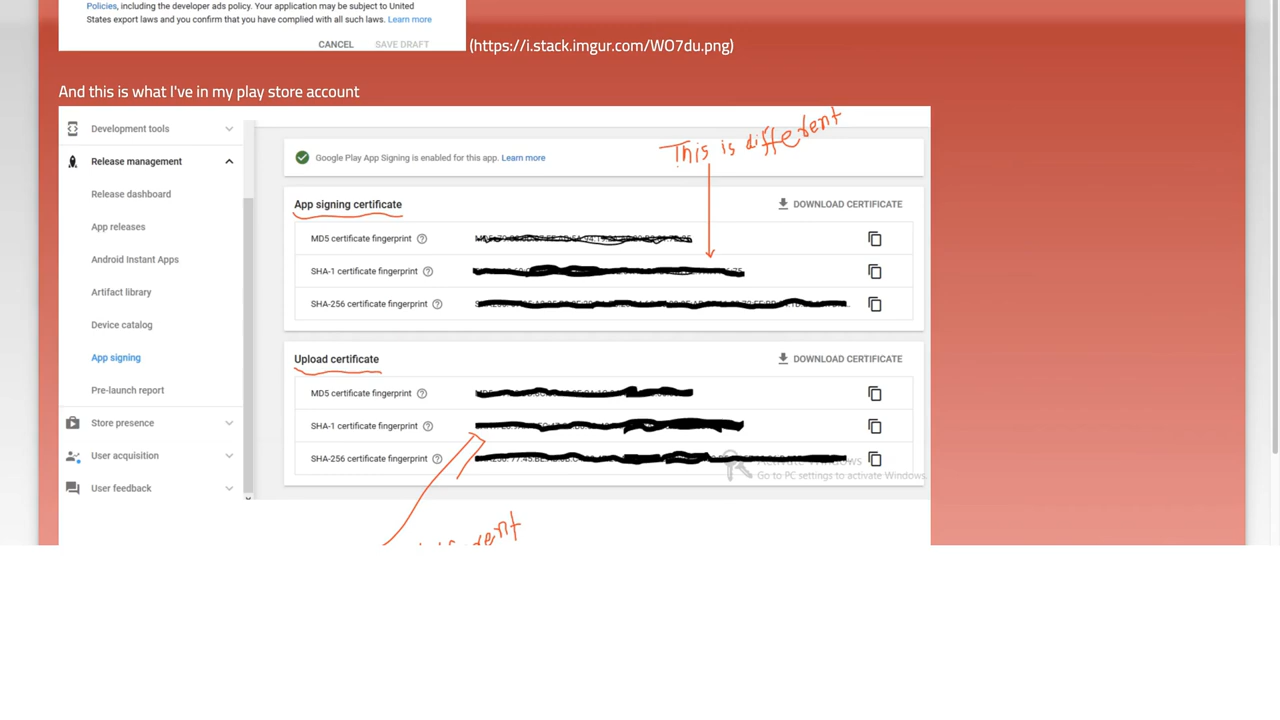 Policies, including the developer ads policy. Your application may be subject to United
States export laws and you confirm that you have complied with all such laws. Learn more
CANCEL SAVE DRAFT
(https://i.stack.imgur.com/WO7du.png)
And this is what I've in my play store account
This is different
Development tools
Release management
Release dashboard
App releases
Android Instant Apps
Artifact library
Device catalog
App signing
Pre-launch report
Store presence
User acquisition
User feedback
Google Play App Signing is enabled for this app. Learn more
App signing certificate
DOWNLOAD CERTIFICATE
MD5 certificate fingerprint
SHA-1 certificate fingerprint
SHA-256 certificate fingerprint
Upload certificate
DOWNLOAD CERTIFICATE
MD5 certificate fingerprint
SHA-1 certificate fingerprint
SHA-256 certificate fingerprint
Activate Windows
Go to PC settings to activate Windows.